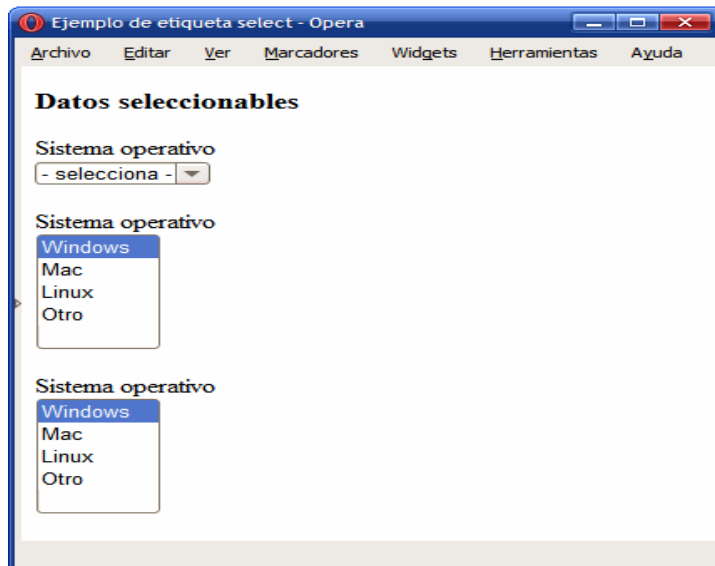 Ejemplo de etiqueta select - Opera
Archivo Editar Ver Marcadores Widgets Herramientas Ayuda
Datos seleccionables
Sistema operativo
- selecciona -
Sistema operativo
Windows
Mac
Linux
Otro
Sistema operativo
Windows
Mac
Linux
Otro